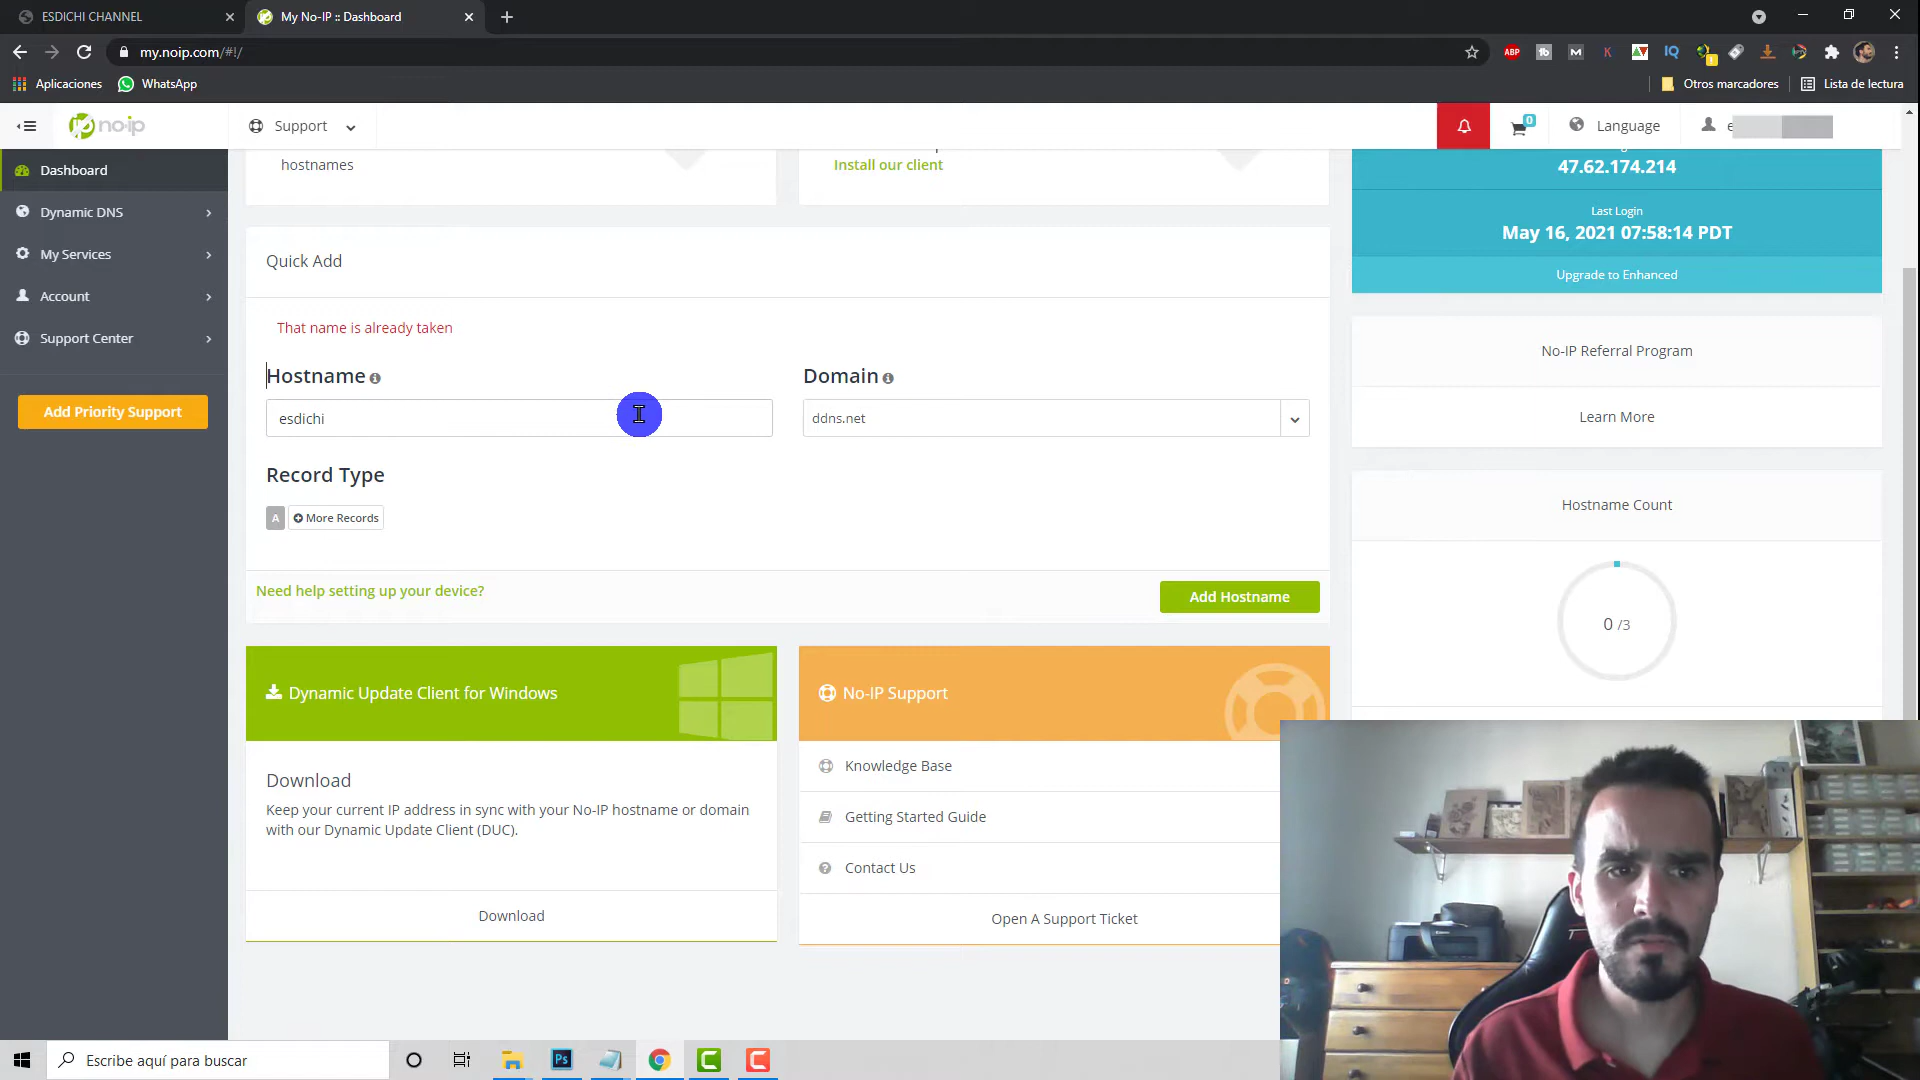 ESDICHI CHANNEL
My No-IP :: Dashboard
my.noip.com/#!/
ABP
IQ
Aplicaciones
WhatsApp
Otros marcadores
Lista de lectura
no-ip
Support
0
Language
e
Dashboard
Dynamic DNS
My Services
Account
Support Center
Add Priority Support
hostnames
Install our client
47.62.174.214
Last Login
May 16, 2021 07:58:14 PDT
Upgrade to Enhanced
Quick Add
That name is already taken
Hostname
Domain
esdichi
ddns.net
Record Type
A
More Records
Need help setting up your device?
Add Hostname
No-IP Referral Program
Learn More
Hostname Count
0 /3
Dynamic Update Client for Windows
Download
Keep your current IP address in sync with your No-IP hostname or domain
with our Dynamic Update Client (DUC).
Download
No-IP Support
Knowledge Base
Getting Started Guide
Contact Us
Open A Support Ticket
Escribe aquí para buscar
Ps